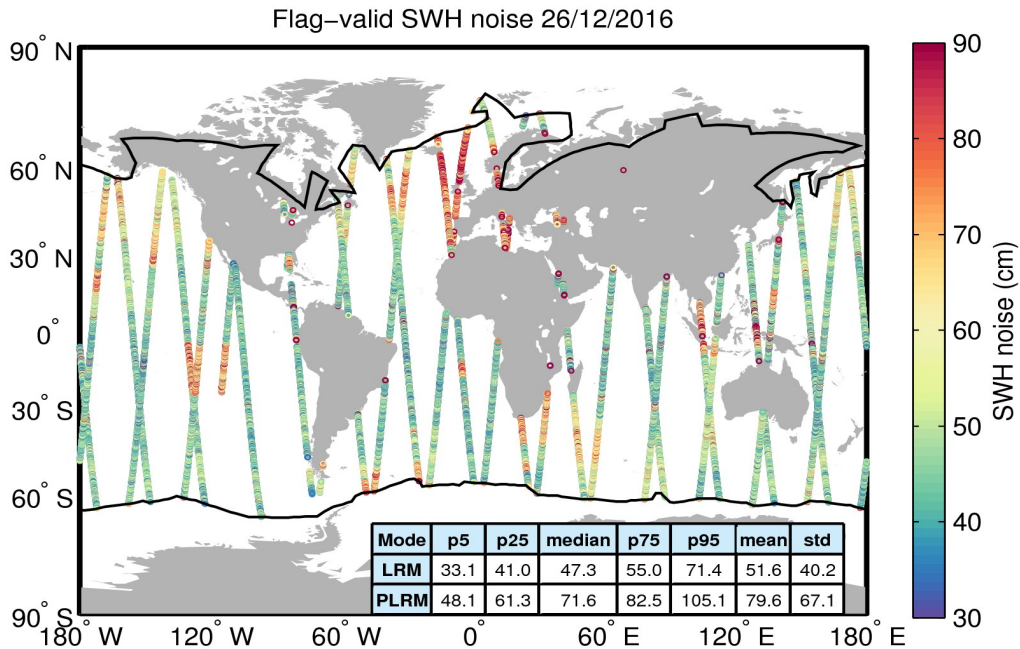 Flag−valid SWH noise 26/12/2016
90° N
60° N
30° N
0°
30° S
60° S
90° S
180° W
120° W
60° W
0°
60° E
120° E
180° E
Mode p5 p25 median p75 p95 mean std
LRM 33.1 41.0 47.3 55.0 71.4 51.6 40.2
PLRM 48.1 61.3 71.6 82.5 105.1 79.6 67.1
90
80
70
60
50
40
30
SWH noise (cm)